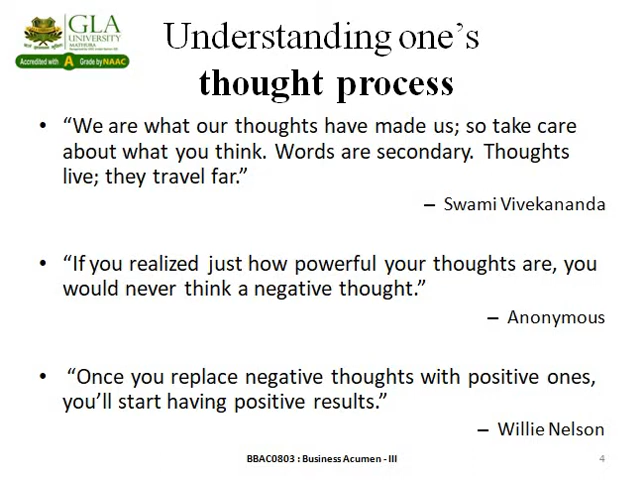 GLA
UNIVERSITY
MATHURA
Accredited with A Grade by NAAC
Understanding one’s
thought process
• “We are what our thoughts have made us; so take care
about what you think. Words are secondary. Thoughts
live; they travel far.”
– Swami Vivekananda
• “If you realized just how powerful your thoughts are, you
would never think a negative thought.”
– Anonymous
• “Once you replace negative thoughts with positive ones,
you’ll start having positive results.”
– Willie Nelson
BBAC0803 : Business Acumen - III
4